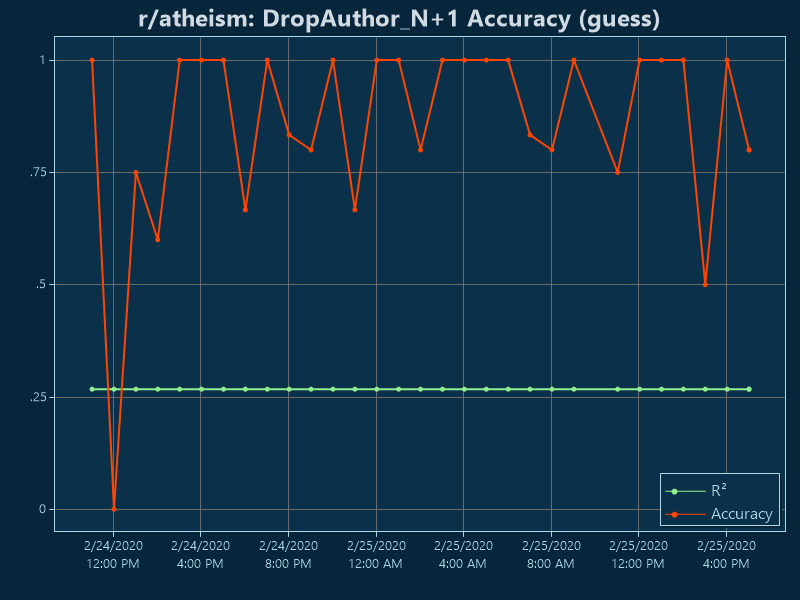 r/atheism: DropAuthor_N+1 Accuracy (guess)
1
.75
.5
.25
0
R²
Accuracy
2/24/2020 2/24/2020 2/24/2020 2/25/2020 2/25/2020 2/25/2020 2/25/2020 2/25/2020
12:00 PM 4:00 PM 8:00 PM 12:00 AM 4:00 AM 8:00 AM 12:00 PM 4:00 PM